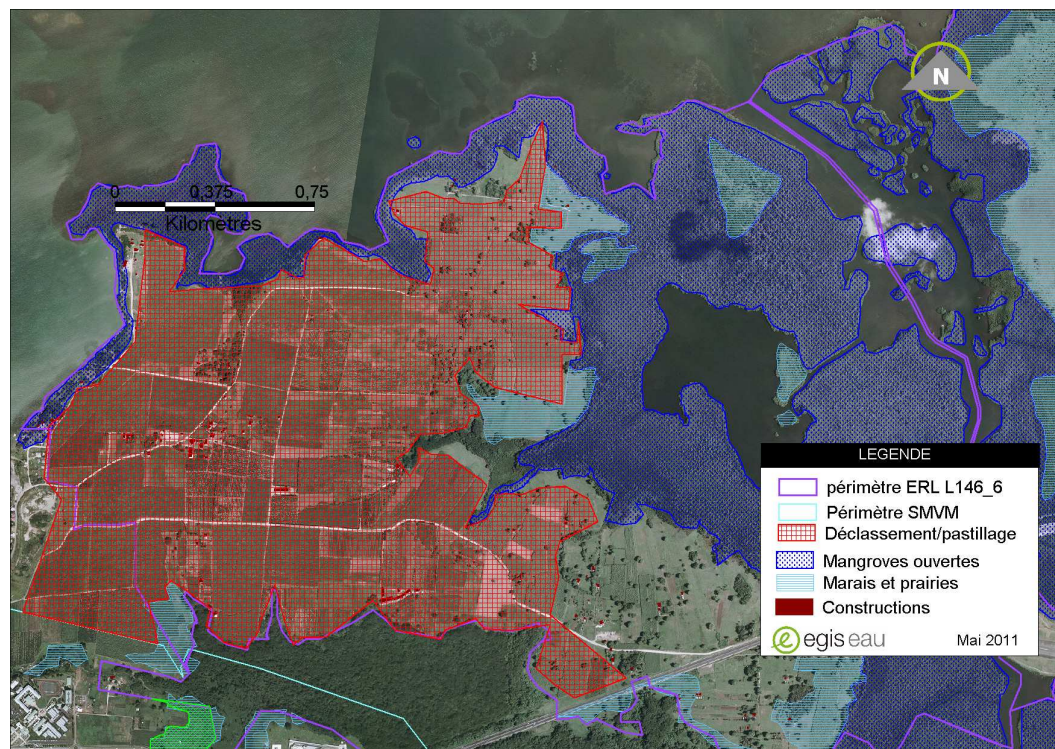 N
0 0,375 0,75
Kilometres
LEGENDE
périmètre ERL L146_6
Périmètre SMVM
Déclassement/pastillage
Mangroves ouvertes
Marais et prairies
Constructions
egis eau Mai 2011